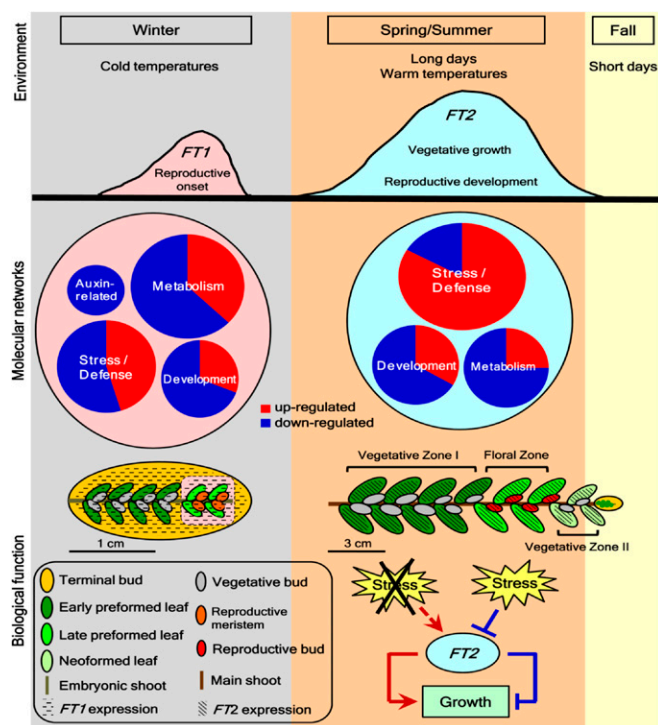 Environment
Winter
Spring/Summer
Fall
Cold temperatures
Long days
Warm temperatures
Short days
FT1
Reproductive
onset
FT2
Vegetative growth
Reproductive development
Molecular networks
Auxin-
related
Metabolism
Stress /
Defense
Development
Stress /
Defense
Development
Metabolism
up-regulated
down-regulated
Biological function
1 cm
Vegetative Zone I
Floral Zone
Vegetative Zone II
3 cm
Terminal bud
Early preformed leaf
Late preformed leaf
Neoformed leaf
Embryonic shoot
FT1 expression
Vegetative bud
Reproductive
meristem
Reproductive bud
Main shoot
FT2 expression
Stress
Stress
FT2
Growth